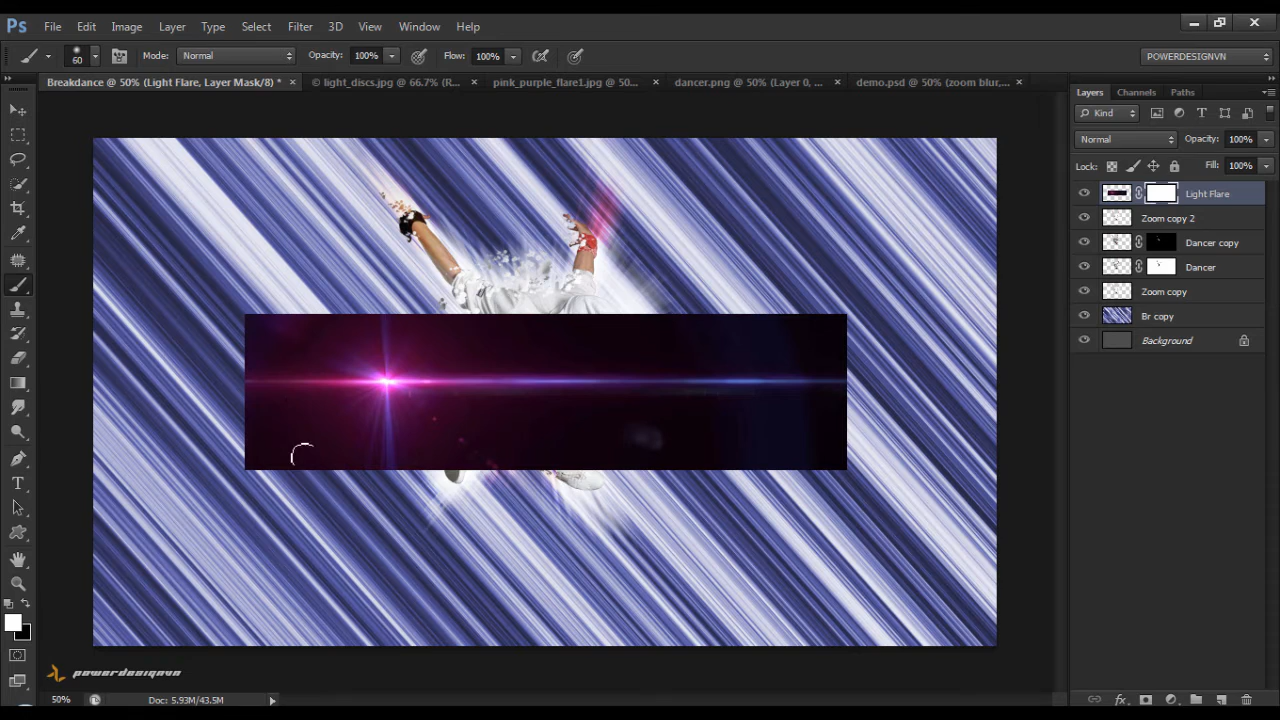 Ps File Edit Image Layer Type Select Filter 3D View Window Help
60 Mode: Normal Opacity: 100% Flow: 100% POWERDESIGNVN
Breakdance @ 50% (Light Flare, Layer Mask/8) * × © light_discs.jpg @ 66.7% (R... × pink_purple_flare1.jpg @ 50... × dancer.png @ 50% (Layer 0, ... × demo.psd @ 50% (zoom blur,... ×
Layers Channels Paths
Kind
Normal Opacity: 100%
Lock: Fill: 100%
Light Flare
Zoom copy 2
Dancer copy
Dancer
Zoom copy
Br copy
Background
powerdesignvn
50% Doc: 5.93M/43.5M